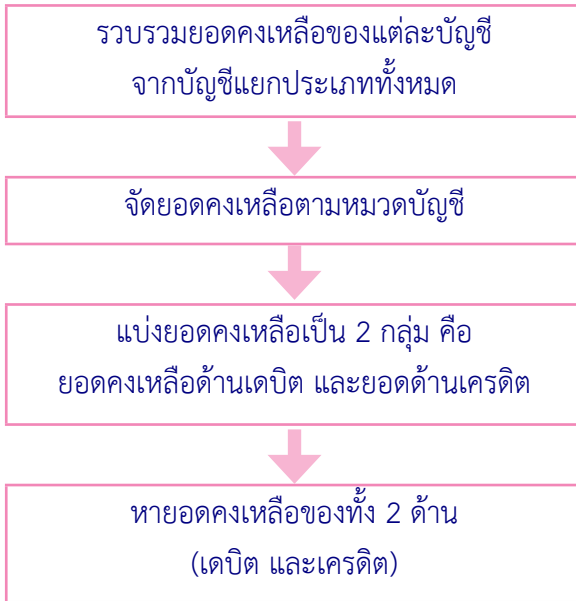 รวบรวมยอดคงเหลือของแต่ละบัญชี
จากบัญชีแยกประเภททั้งหมด
จัดยอดคงเหลือตามหมวดบัญชี
แบ่งยอดคงเหลือเป็น 2 กลุ่ม คือ
ยอดคงเหลือด้านเดบิต และยอดด้านเครดิต
หายอดคงเหลือของทั้ง 2 ด้าน
(เดบิต และเครดิต)